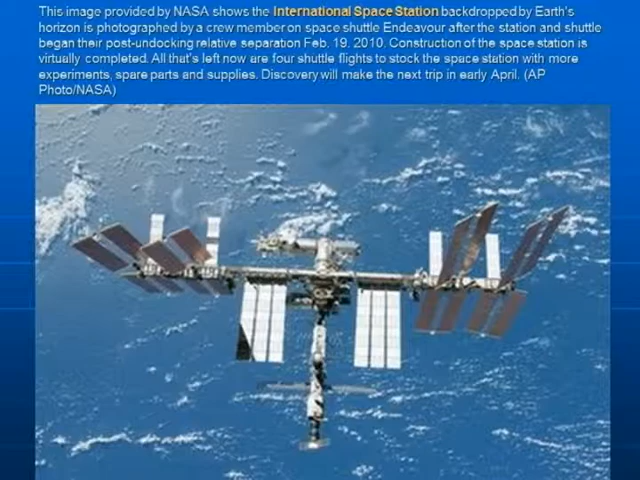 This image provided by NASA shows the International Space Station backdropped by Earth's
horizon is photographed by a crew member on space shuttle Endeavour after the station and shuttle
began their post-undocking relative separation Feb. 19, 2010. Construction of the space station is
virtually completed. All that's left now are four shuttle flights to stock the space station with more
experiments, spare parts and supplies. Discovery will make the next trip in early April. (AP
Photo/NASA)